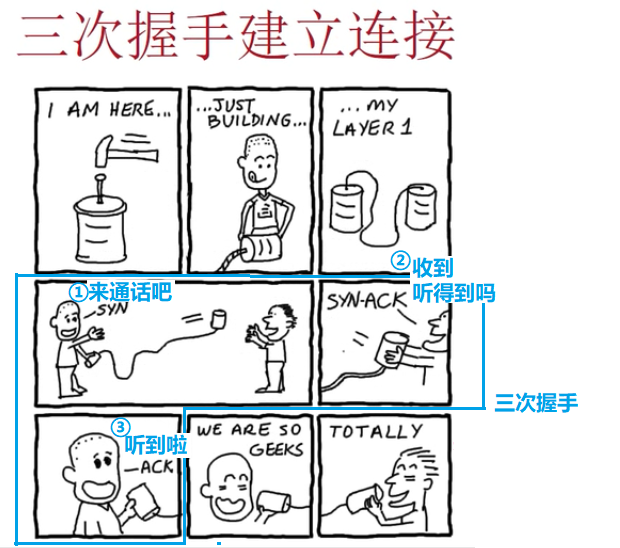 三次握手建立连接
I AM HERE...
...JUST
BUILDING...
...MY
LAYER 1
①来通话吧
SYN
②收到
听得到吗
SYN-ACK
三次握手
③
听到啦
ACK
WE ARE SO
GEEKS
TOTALLY